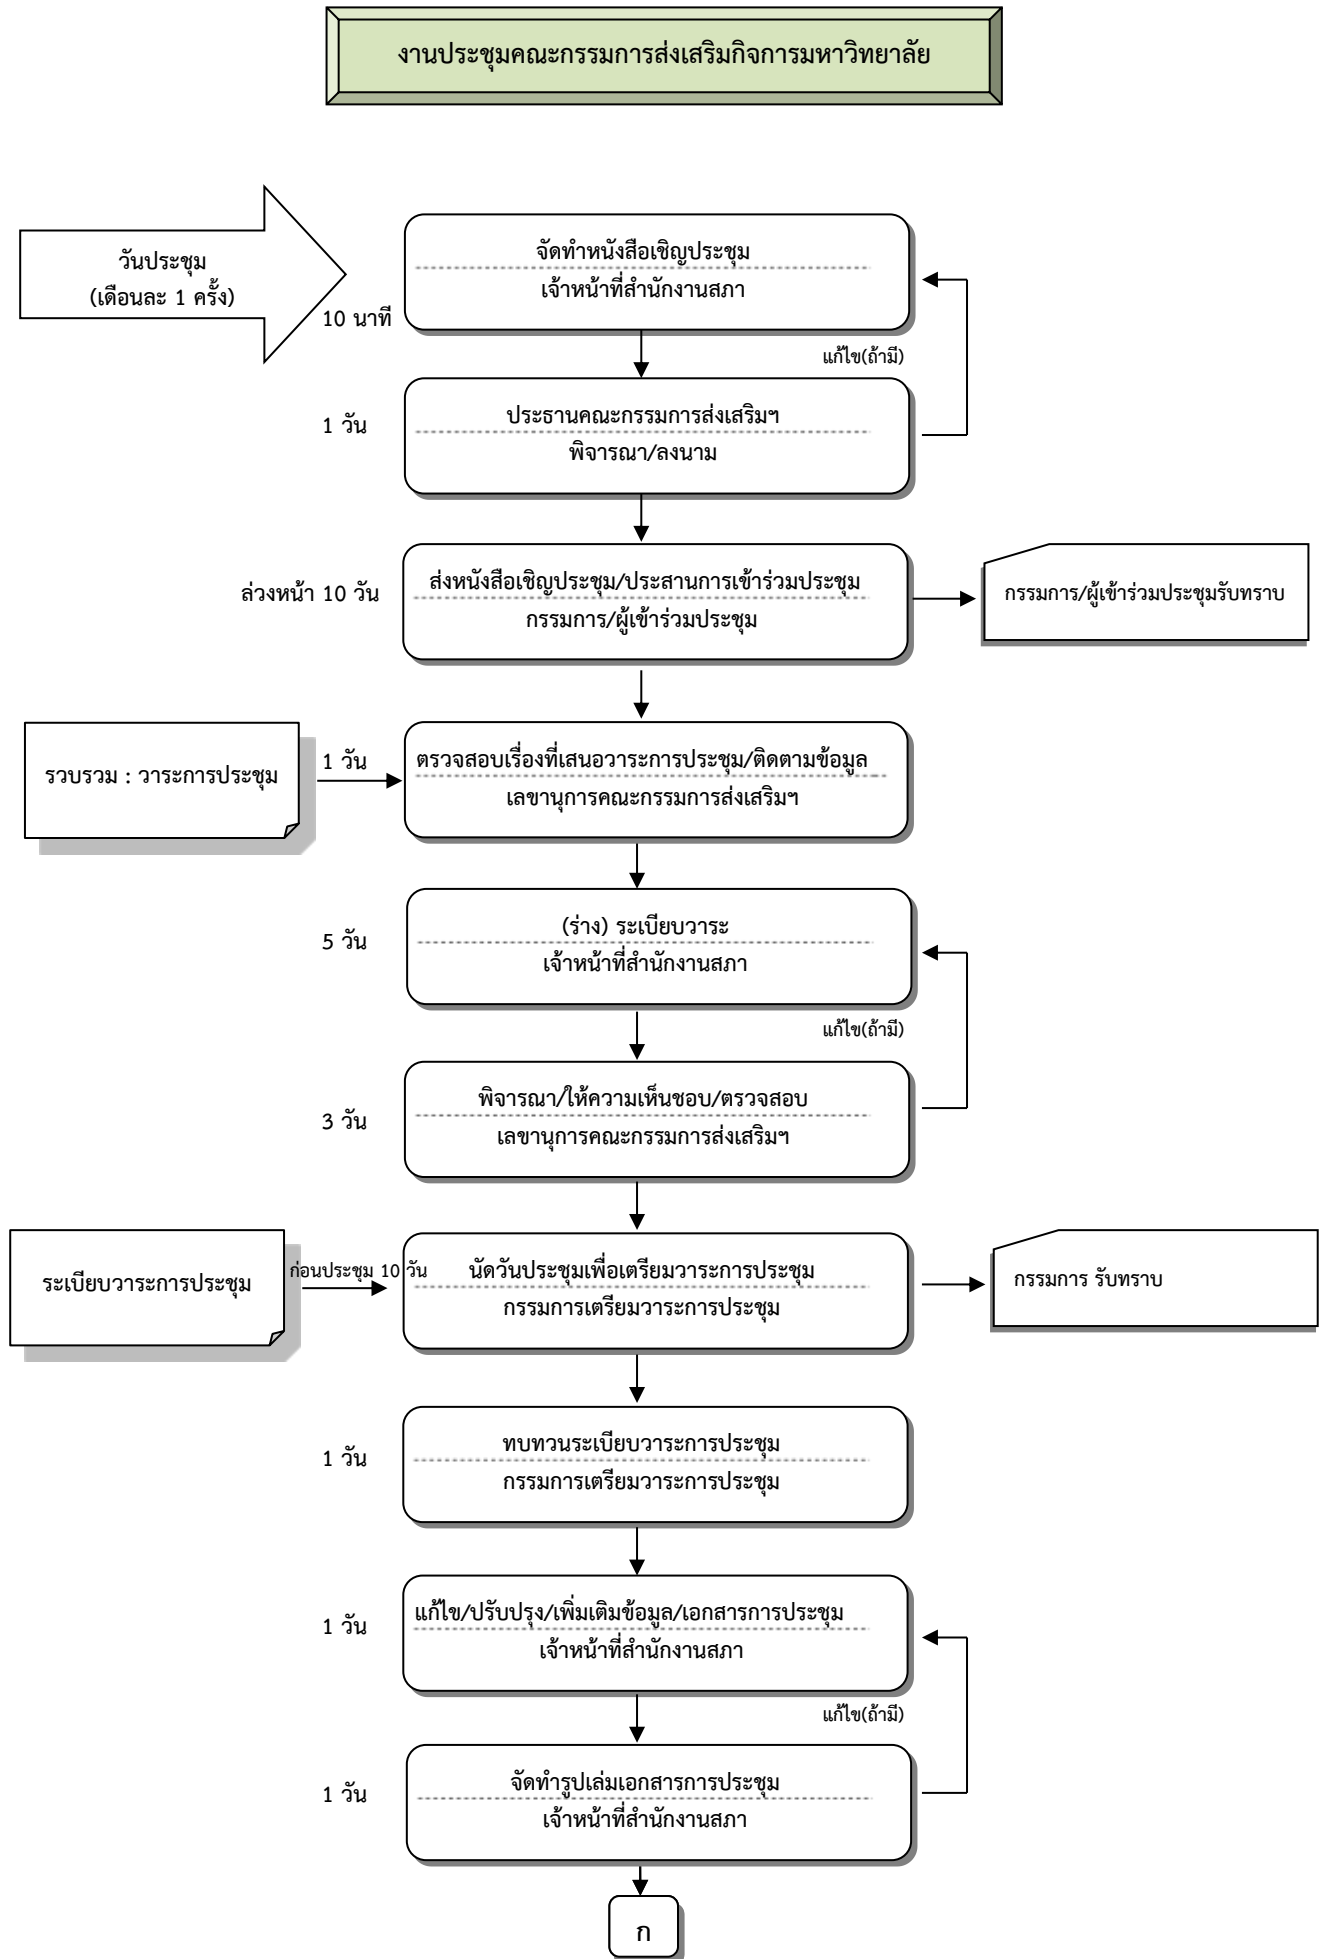 งานประชุมคณะกรรมการส่งเสริมกิจการมหาวิทยาลัย
วันประชุม
(เดือนละ 1 ครั้ง)
10 นาที
จัดทำหนังสือเชิญประชุม
เจ้าหน้าที่สำนักงานสภา
แก้ไข(ถ้ามี)
1 วัน
ประธานคณะกรรมการส่งเสริมฯ
พิจารณา/ลงนาม
ล่วงหน้า 10 วัน
ส่งหนังสือเชิญประชุม/ประสานการเข้าร่วมประชุม
กรรมการ/ผู้เข้าร่วมประชุม
กรรมการ/ผู้เข้าร่วมประชุมรับทราบ
รวบรวม : วาระการประชุม
1 วัน
ตรวจสอบเรื่องที่เสนอวาระการประชุม/ติดตามข้อมูล
เลขานุการคณะกรรมการส่งเสริมฯ
5 วัน
(ร่าง) ระเบียบวาระ
เจ้าหน้าที่สำนักงานสภา
แก้ไข(ถ้ามี)
3 วัน
พิจารณา/ให้ความเห็นชอบ/ตรวจสอบ
เลขานุการคณะกรรมการส่งเสริมฯ
ระเบียบวาระการประชุม
ก่อนประชุม 10 วัน
นัดวันประชุมเพื่อเตรียมวาระการประชุม
กรรมการเตรียมวาระการประชุม
กรรมการ รับทราบ
1 วัน
ทบทวนระเบียบวาระการประชุม
กรรมการเตรียมวาระการประชุม
1 วัน
แก้ไข/ปรับปรุง/เพิ่มเติมข้อมูล/เอกสารการประชุม
เจ้าหน้าที่สำนักงานสภา
แก้ไข(ถ้ามี)
1 วัน
จัดทำรูปเล่มเอกสารการประชุม
เจ้าหน้าที่สำนักงานสภา
ก